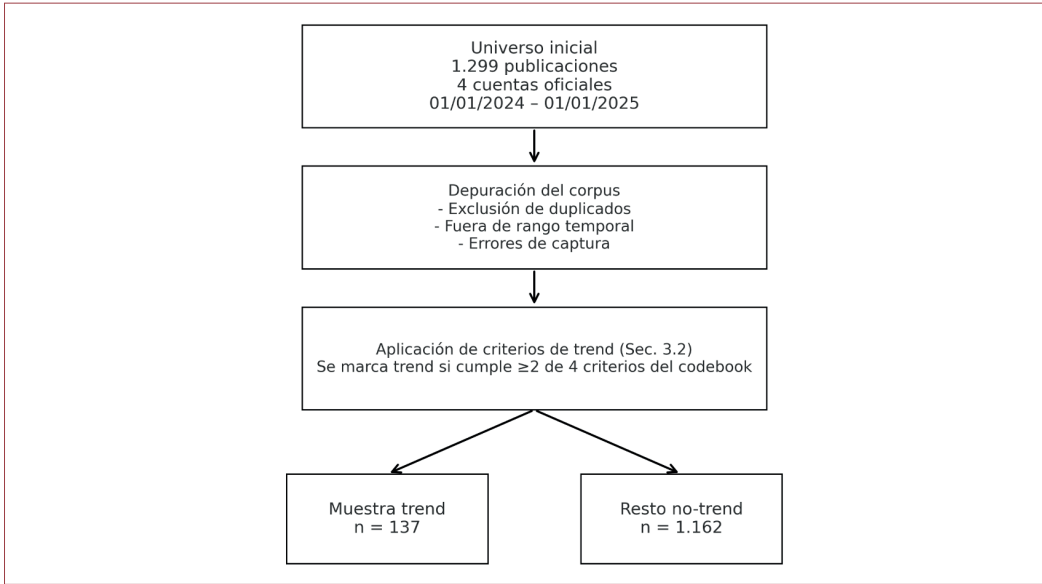 Universo inicial
1.299 publicaciones
4 cuentas oficiales
01/01/2024 – 01/01/2025
Depuración del corpus
- Exclusión de duplicados
- Fuera de rango temporal
- Errores de captura
Aplicación de criterios de trend (Sec. 3.2)
Se marca trend si cumple ≥2 de 4 criterios del codebook
Muestra trend
n = 137
Resto no-trend
n = 1.162